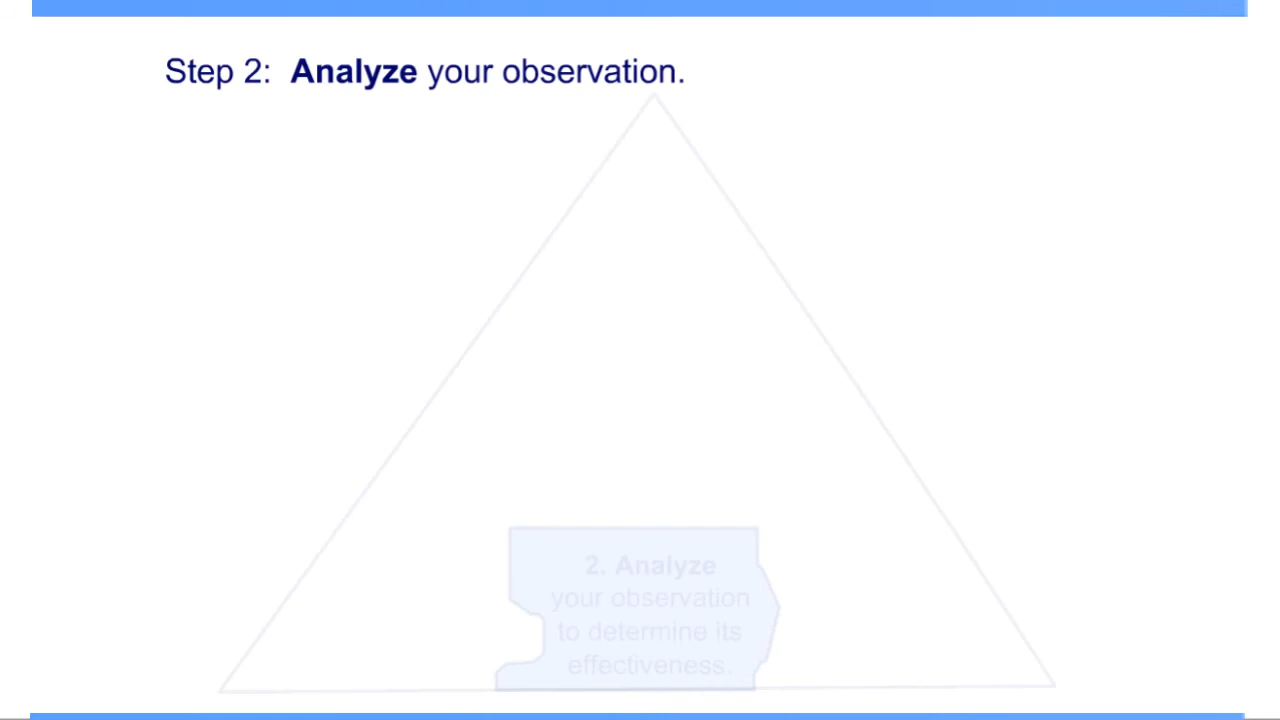 Step 2: Analyze your observation.
2. Analyze
your observation
to determine its
effectiveness.